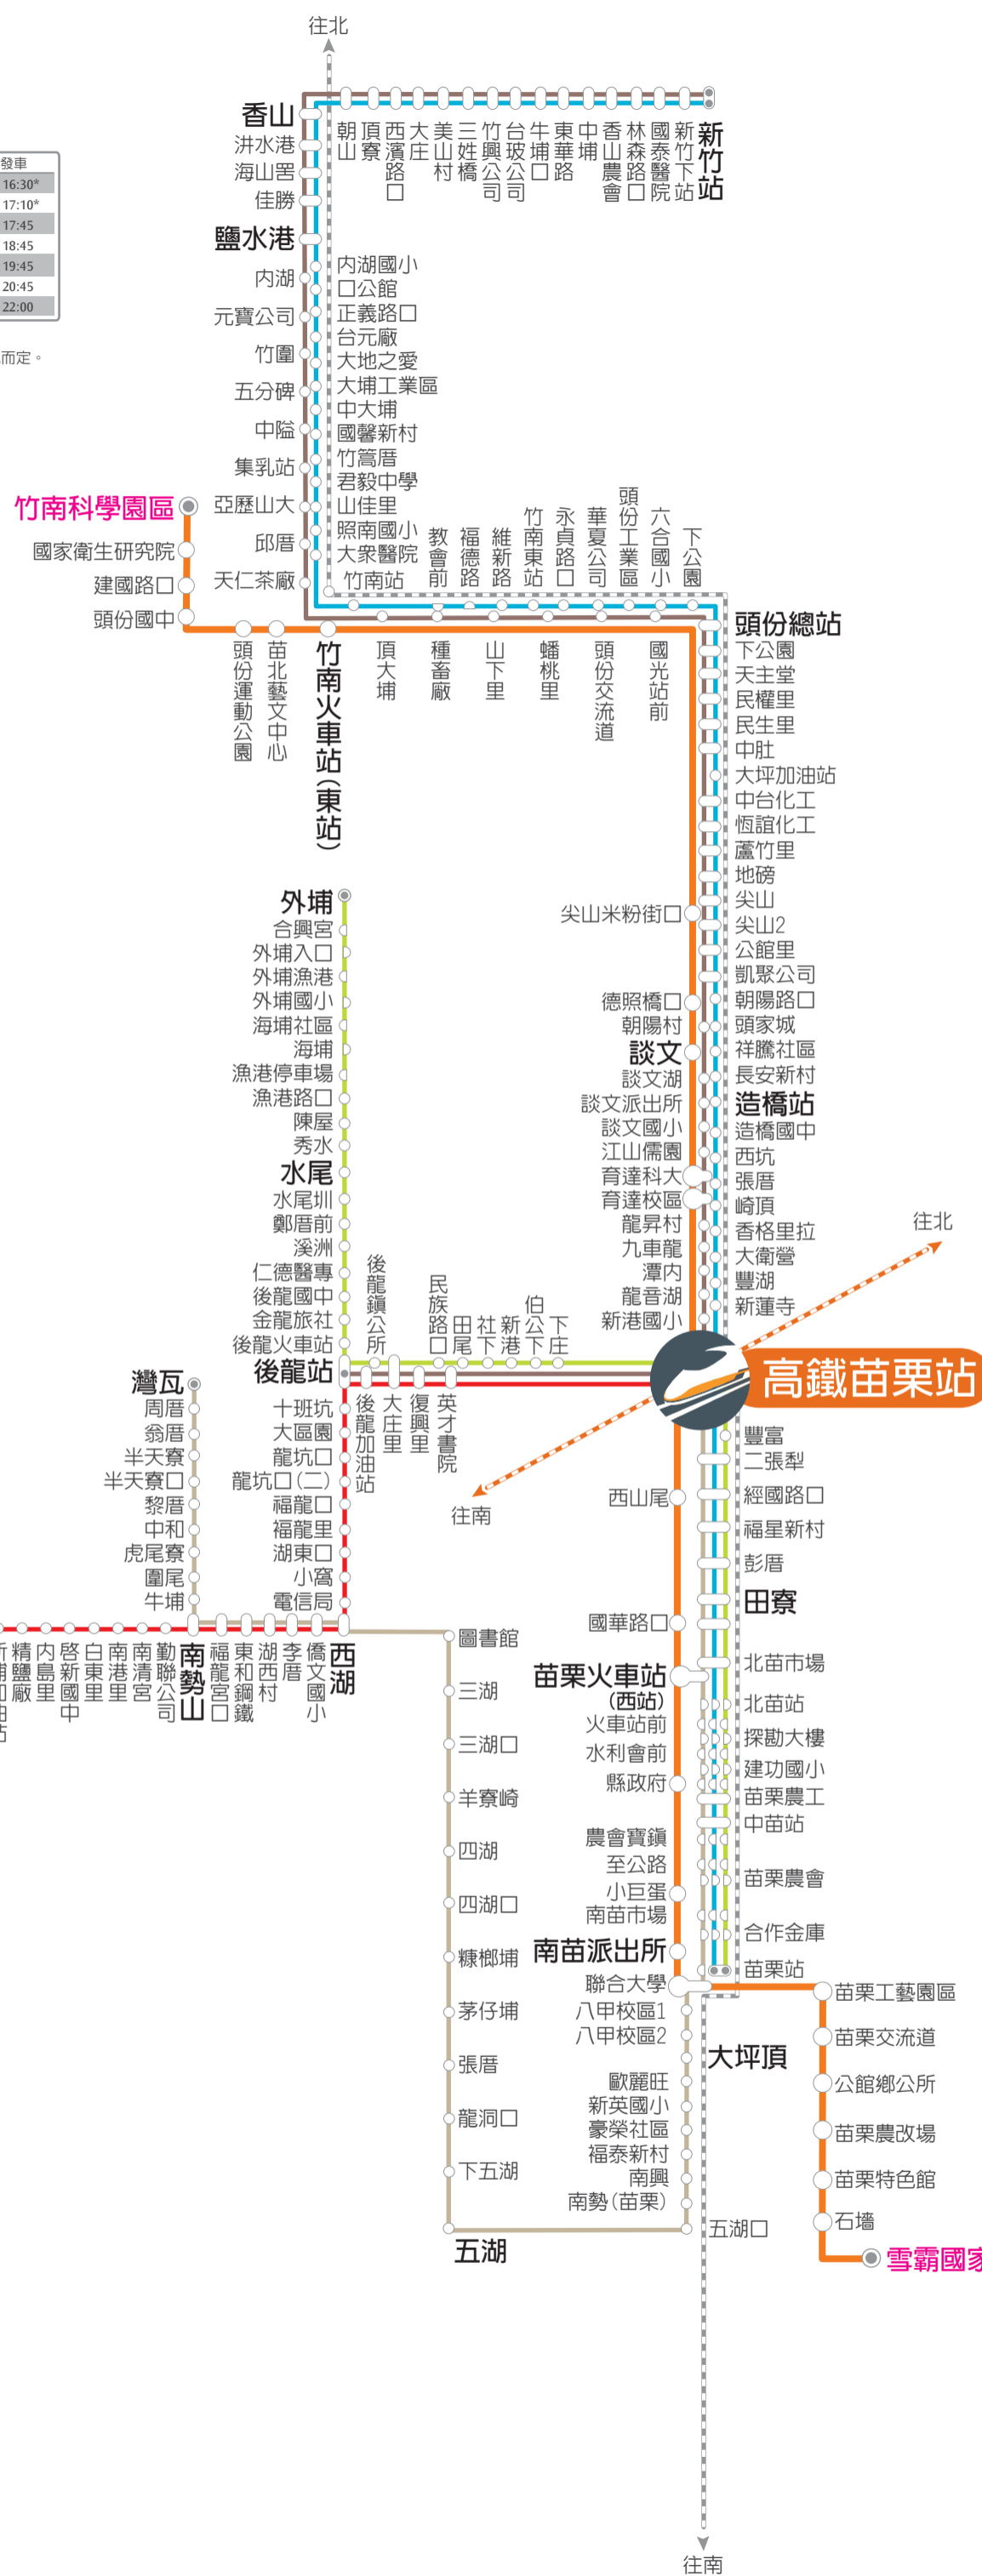 往北
發車
16:30*
17:10*
17:45
18:45
19:45
20:45
22:00
而定。
香山
洪水港
海山罟
佳勝
鹽水港
內湖
元寶公司
竹圍
五分碑
中隘
集乳站
亞歷山大
邱厝
天仁茶廠
朝山
頂寮
西濱路口
大庄
美山村
三姓橋
竹興公司
台玻公司
牛埔口
東華路
中埔
香山農會
林森路口
國泰醫院
新竹下站
新竹站
內湖國小
口公館
正義路口
台元廠
大地之愛
大埔工業區
中大埔
國馨新村
竹篙厝
君毅中學
山佳里
照南國小
大衆醫院
竹南站
教會前
福德路
維新路
竹南東站
永貞路口
華夏公司
頭份工業區
六合國小
下公園
竹南科學園區
國家衛生研究院
建國路口
頭份國中
頭份運動公園
苗北藝文中心
竹南火車站(東站)
頂大埔
種畜廠
山下里
蟠桃里
頭份交流道
國光站前
頭份總站
下公園
天主堂
民權里
民生里
中肚
大坪加油站
中台化工
恆誼化工
蘆竹里
地磅
尖山
尖山2
公館里
凱聚公司
朝陽路口
頭家城
祥騰社區
長安新村
造橋站
造橋國中
西坑
張厝
崎頂
香格里拉
大衛營
豐湖
新蓮寺
尖山米粉街口
德照橋口
朝陽村
談文
談文湖
談文派出所
談文國小
江山儒園
育達科大
育達校區
龍昇村
九車籠
潭內
龍音湖
新港國小
外埔
合興宮
外埔入口
外埔漁港
外埔國小
海埔社區
海埔
漁港停車場
漁港路口
陳屋
秀水
水尾
水尾圳
鄭厝前
溪洲
仁德醫專
後龍國中
金龍旅社
後龍火車站
後龍站
後龍鎮公所
民族路口
田尾
社下
新港
伯公下
下庄
後龍加油站
大庄里
復興里
英才書院
往北
高鐵苗栗站
往南
灣瓦
周厝
翁厝
半天寮
半天寮口
黎厝
中和
虎尾寮
圍尾
牛埔
十班坑
大區園
龍坑口
龍坑口(二)
福龍口
福龍里
湖東口
小窩
電信局
精鹽廠
內島里
啓新國中
白東里
南港里
南清宮
勤聯公司
南勢山
福龍宮口
東和鋼鐵
湖西村
李厝
僑文國小
西湖
圖書館
三湖
三湖口
羊寮崎
四湖
四湖口
糠榔埔
茅仔埔
張厝
龍洞口
下五湖
五湖
西山尾
國華路口
苗栗火車站
(西站)
火車站前
水利會前
縣政府
農會寶鎮
至公路
小巨蛋
南苗市場
南苗派出所
聯合大學
八甲校區1
八甲校區2
大坪頂
歐麗旺
新英國小
豪榮社區
福泰新村
南興
南勢(苗栗)
五湖口
豐富
二張犁
經國路口
福星新村
彭厝
田寮
北苗市場
北苗站
探勘大樓
建功國小
苗栗農工
中苗站
苗栗農會
合作金庫
苗栗站
苗栗工藝園區
苗栗交流道
公館鄉公所
苗栗農改場
苗栗特色館
石墻
雪霸國家
往南